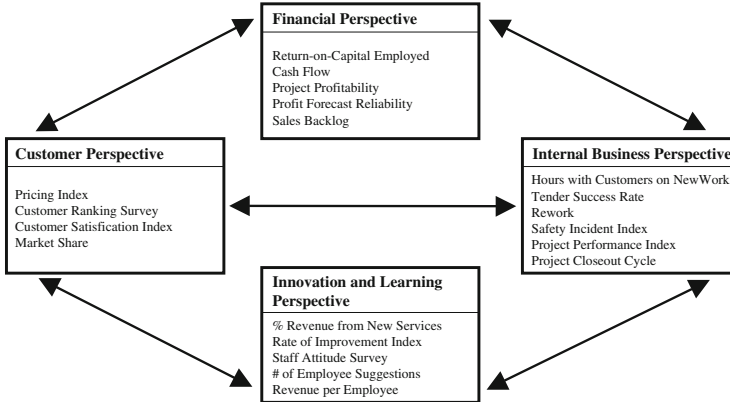 Financial Perspective
Return-on-Capital Employed
Cash Flow
Project Profitability
Profit Forecast Reliability
Sales Backlog
Customer Perspective
Pricing Index
Customer Ranking Survey
Customer Satisfication Index
Market Share
Internal Business Perspective
Hours with Customers on NewWork
Tender Success Rate
Rework
Safety Incident Index
Project Performance Index
Project Closeout Cycle
Innovation and Learning
Perspective
% Revenue from New Services
Rate of Improvement Index
Staff Attitude Survey
# of Employee Suggestions
Revenue per Employee